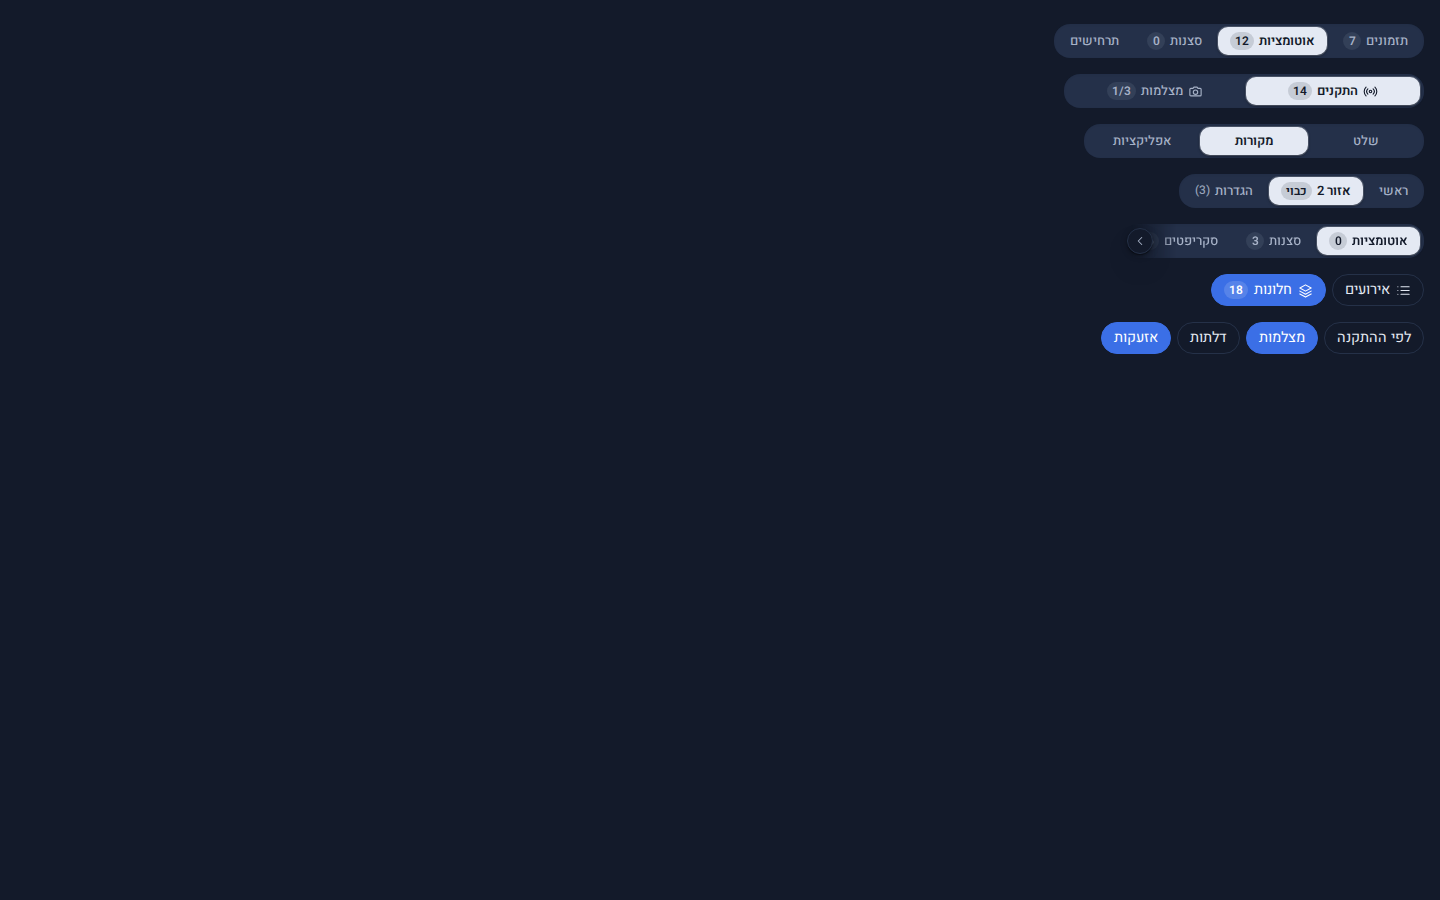 תזמונים 7 אוטומציות 12 סצנות 0 תרחישים
התקנים 14 מצלמות 1/3
שלט מקורות אפליקציות
ראשי אזור 2 כבוי הגדרות (3)
אוטומציות 0 סצנות 3 סקריפטים
אירועים חלונות 18
לפי ההתקנה מצלמות דלתות אזעקות